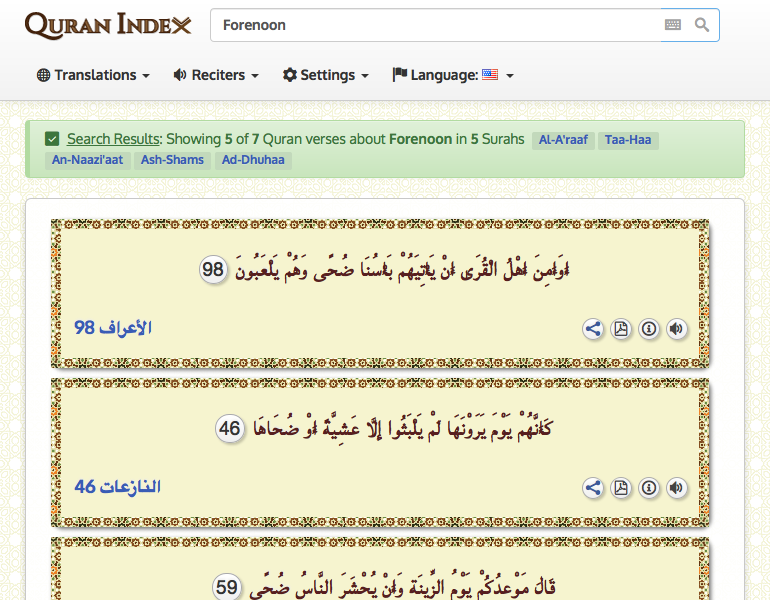 QURAN INDEX
Forenoon
Translations Reciters Settings Language:
Search Results: Showing 5 of 7 Quran verses about Forenoon in 5 Surahs Al-A'raaf Taa-Haa
An-Naazi'aat Ash-Shams Ad-Dhuhaa
أَوَأَمِنَ أَهْلُ الْقُرَى أَنْ يَأْتِيَهُمْ بَأْسُنَا ضُحًى وَهُمْ يَلْعَبُونَ 98
الأعراف 98
كَأَنَّهُمْ يَوْمَ يَرَوْنَهَا لَمْ يَلْبَثُوا إِلَّا عَشِيَّةً أَوْ ضُحَاهَا 46
النازعات 46
قَالَ مَوْعِدُكُمْ يَوْمُ الزِّينَةِ وَأَنْ يُحْشَرَ النَّاسُ ضُحًى 59